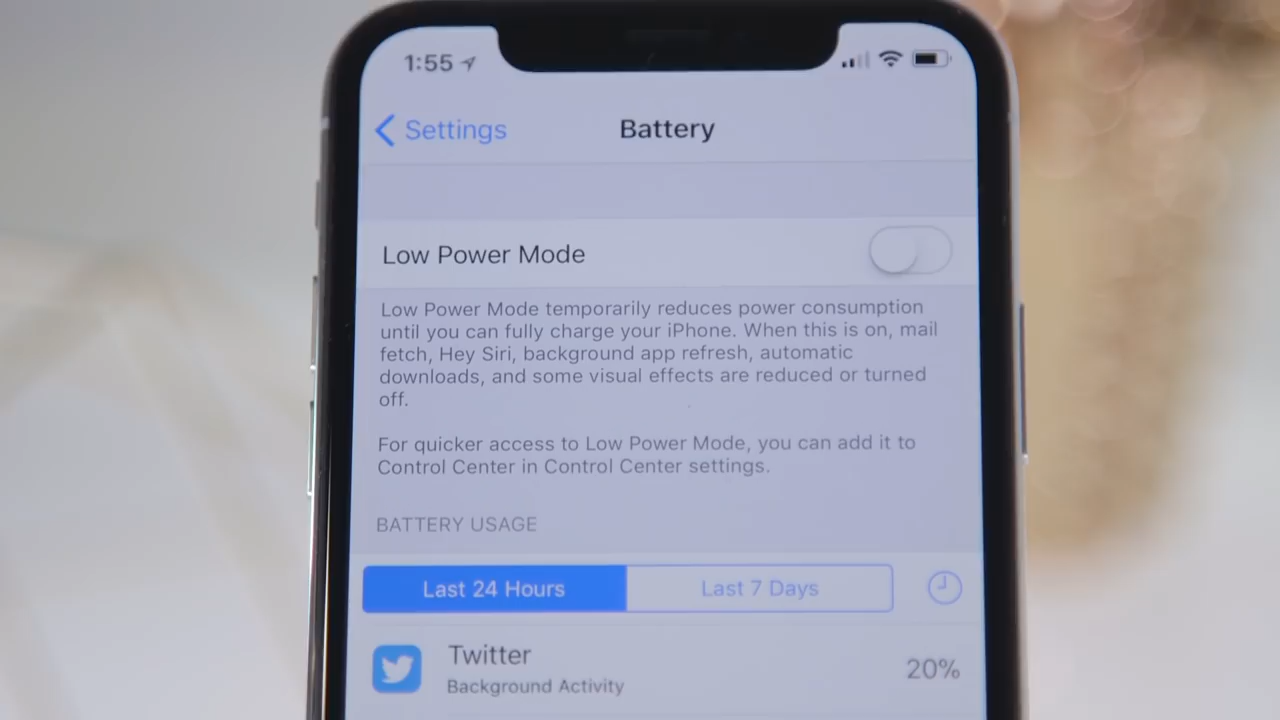 1:55
Settings
Battery
Low Power Mode
Low Power Mode temporarily reduces power consumption
until you can fully charge your iPhone. When this is on, mail
fetch, Hey Siri, background app refresh, automatic
downloads, and some visual effects are reduced or turned
off.
For quicker access to Low Power Mode, you can add it to
Control Center in Control Center settings.
BATTERY USAGE
Last 24 Hours
Last 7 Days
Twitter
20%
Background Activity